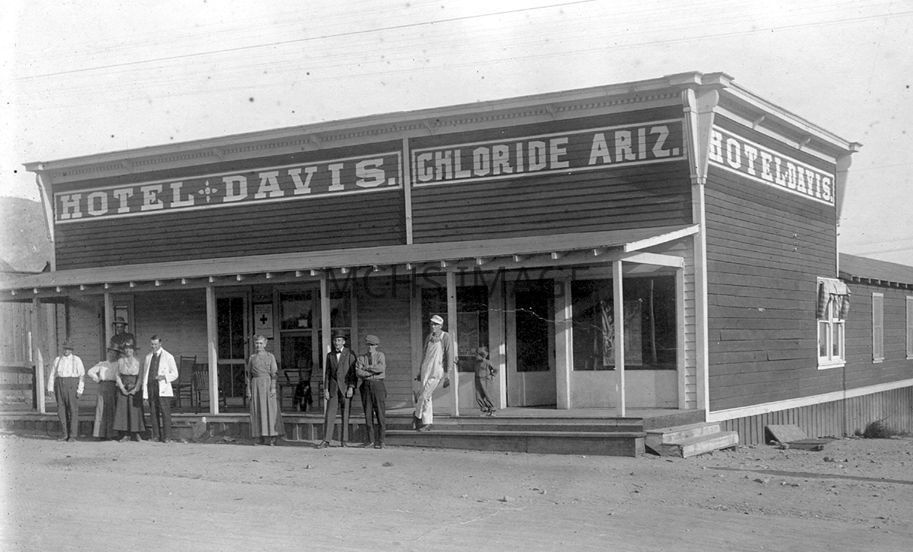 HOTEL DAVIS.
CHLORIDE ARIZ.
HOTEL DAVIS.
MCHS IMAGE